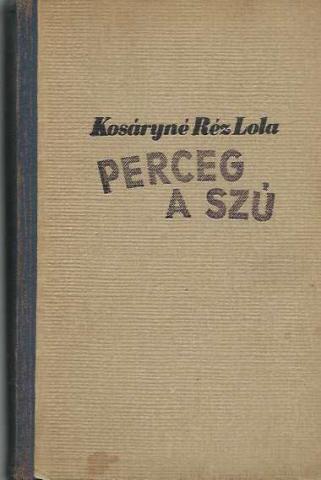 Kosáryné Réz Lola
PERCEG
A SZÚ